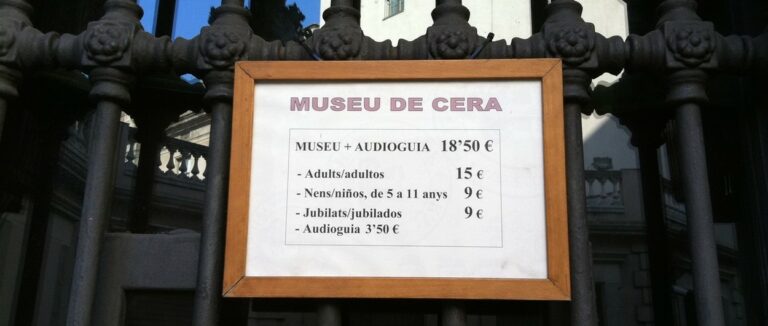 MUSEU DE CERA
MUSEU + AUDIOGUIA 18'50 €
- Adults/adultos 15 €
- Nens/niños, de 5 a 11 anys 9 €
- Jubilats/jubilados 9 €
- Audioguia 3'50 €